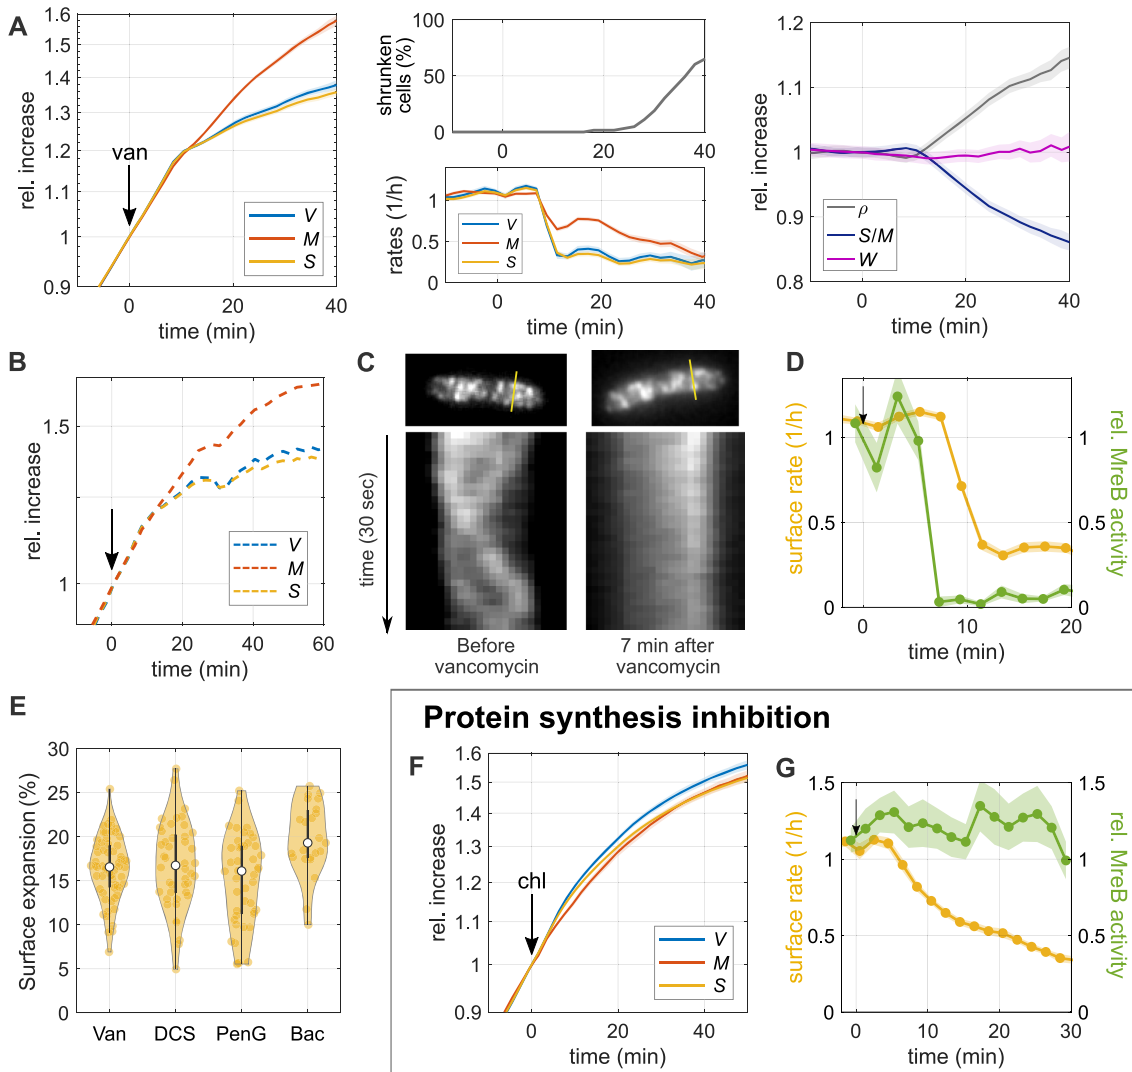 A
1.6
1.5
1.4
1.3
1.2
1.1
1
0.9
rel. increase
van
V
M
S
0
20
40
time (min)
100
50
0
shrunken
cells (%)
0
20
40
1
0.5
0
rates (1/h)
V
M
S
0
20
40
time (min)
1.2
1.1
1
0.9
0.8
rel. increase
ρ
S/M
W
0
20
40
time (min)
B
1.5
1
rel. increase
V
M
S
0
20
40
60
time (min)
C
time (30 sec)
Before
vancomycin
7 min after
vancomycin
D
1
0.5
0
surface rate (1/h)
1
0.5
0
rel. MreB activity
0
10
20
time (min)
E
30
25
20
15
10
5
0
Surface expansion (%)
Van
DCS
PenG
Bac
Protein synthesis inhibition
F
1.6
1.5
1.4
1.3
1.2
1.1
1
0.9
rel. increase
chl
V
M
S
0
20
40
time (min)
G
1.5
1
0.5
0
surface rate (1/h)
1.5
1
0.5
0
rel. MreB activity
0
10
20
30
time (min)